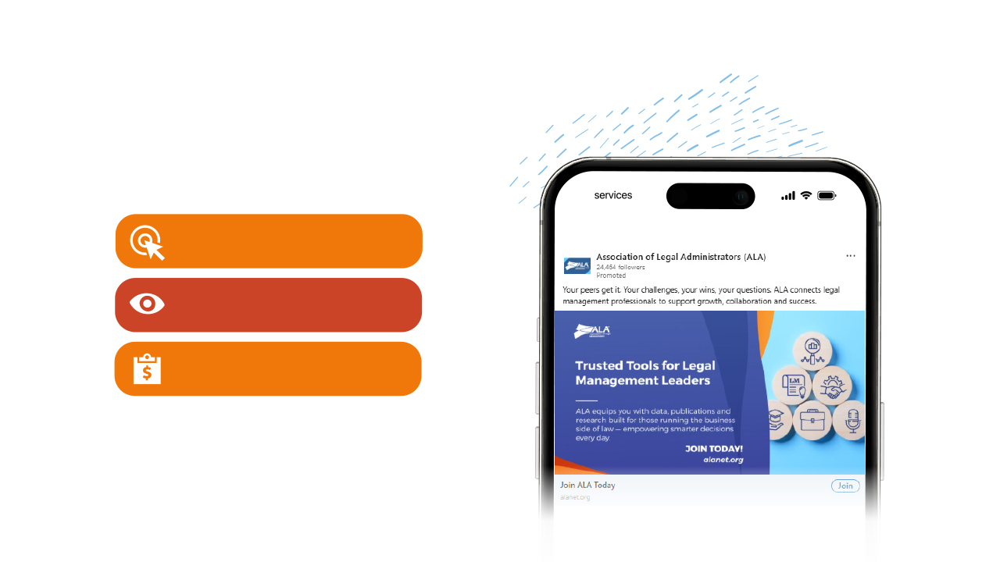 services
Association of Legal Administrators (ALA)
24,464 followers
Promoted
Your peers get it. Your challenges, your wins, your questions. ALA connects legal
management professionals to support growth, collaboration and success.
ALA
Trusted Tools for Legal
Management Leaders
ALA equips you with data, publications and
research built for those running the business
side of law — empowering smarter decisions
every day.
JOIN TODAY!
alanet.org
LM
Join ALA Today
Join
alanet.org